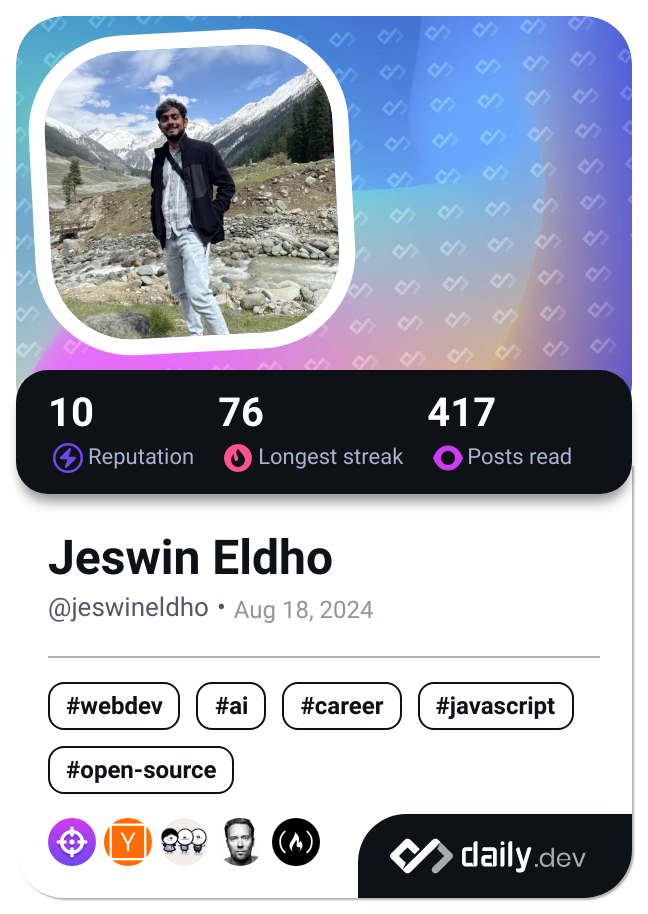 10 76 417
Reputation Longest streak Posts read
Jeswin Eldho
@jeswineldho • Aug 18, 2024
#webdev #ai #career #javascript
#open-source
Y
daily.dev